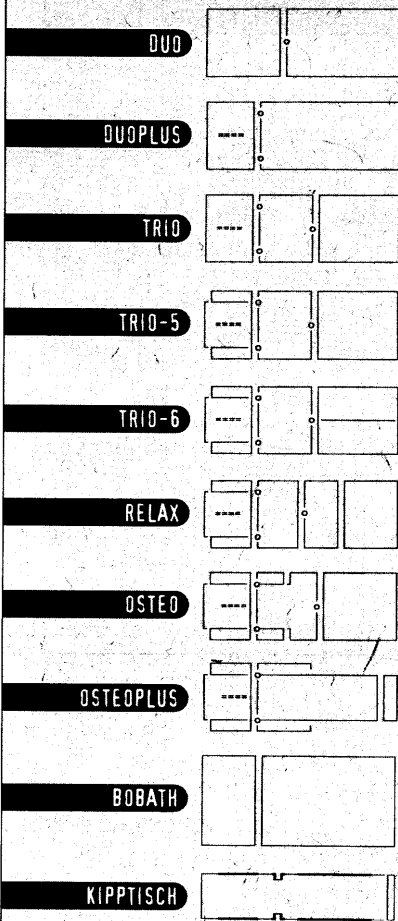 DUO
DUOPLUS
TRIO
TRIO-5
TRIO-6
RELAX
OSTEO
OSTEOPLUS
BOBATH
KIPPTISCH